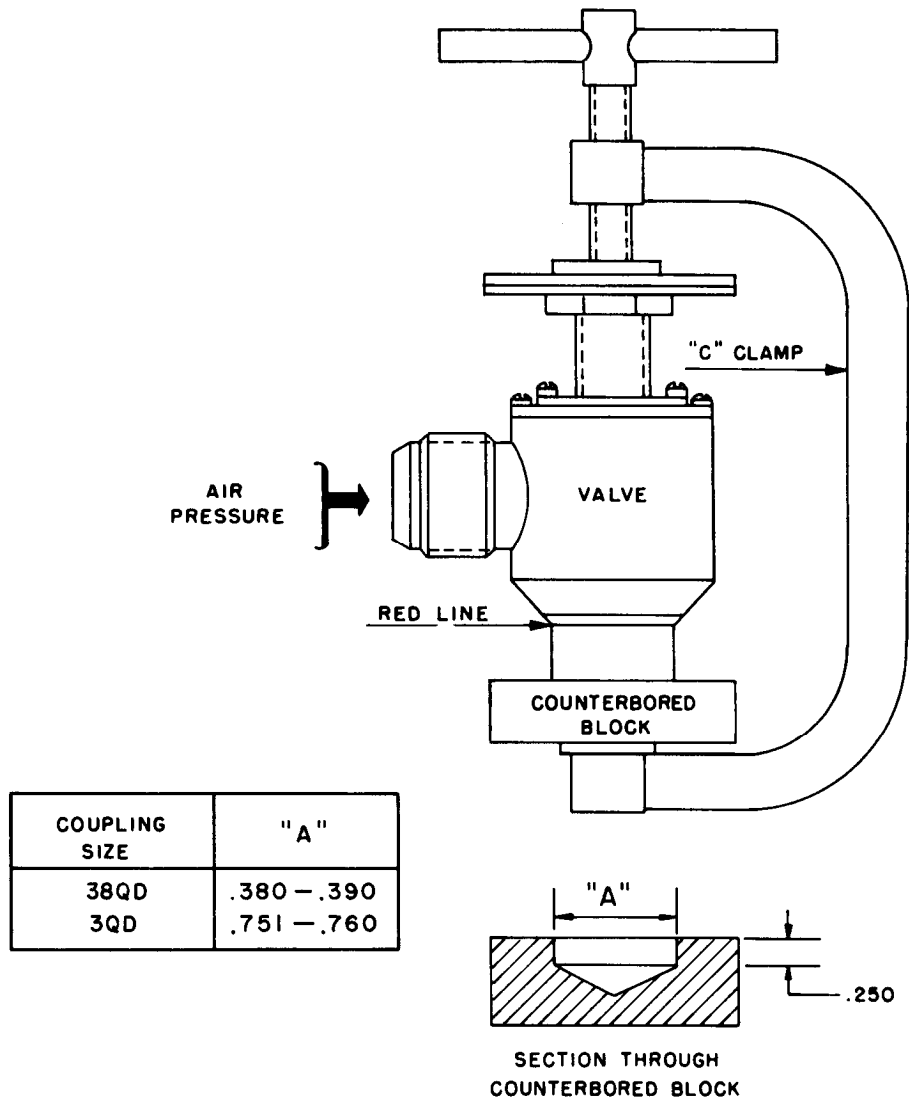 "C" CLAMP
AIR
PRESSURE
VALVE
RED LINE
COUNTERBORED
BLOCK
COUPLING
SIZE
"A"
38QD .380 – .390
3QD .751 – .760
"A"
.250
SECTION THROUGH
COUNTERBORED BLOCK